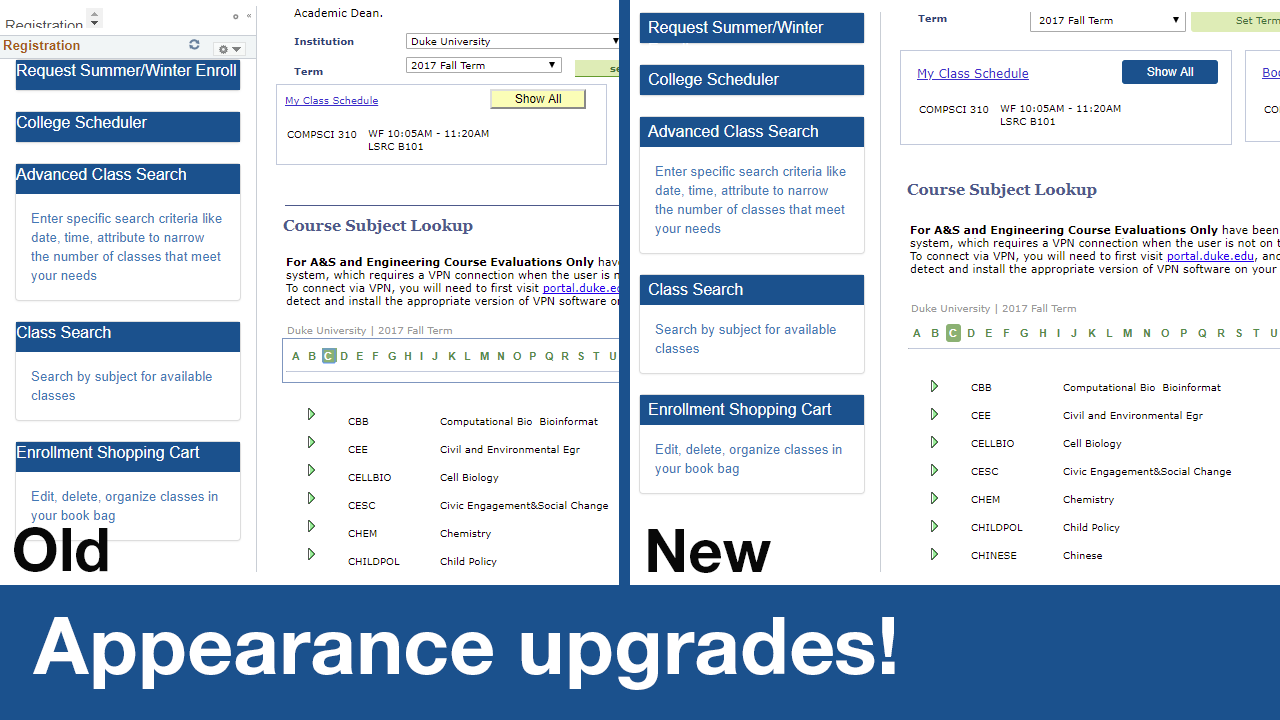 Registration
Registration
Request Summer/Winter Enroll
College Scheduler
Advanced Class Search
Enter specific search criteria like
date, time, attribute to narrow
the number of classes that meet
your needs
Class Search
Search by subject for available
classes
Enrollment Shopping Cart
Edit, delete, organize classes in
your book bag
Old
Academic Dean.
Institution Duke University
Term 2017 Fall Term se
My Class Schedule Show All
COMPSCI 310 WF 10:05AM - 11:20AM
LSRC B101
Course Subject Lookup
For A&S and Engineering Course Evaluations Only hav
system, which requires a VPN connection when the user is n
To connect via VPN, you will need to first visit portal.duke.e
detect and install the appropriate version of VPN software o
Duke University | 2017 Fall Term
A B C D E F G H I J K L M N O P Q R S T U
CBB Computational Bio Bioinformat
CEE Civil and Environmental Egr
CELLBIO Cell Biology
CESC Civic Engagement&Social Change
CHEM Chemistry
CHILDPOL Child Policy
Request Summer/Winter
College Scheduler
Advanced Class Search
Enter specific search criteria like
date, time, attribute to narrow
the number of classes that meet
your needs
Class Search
Search by subject for available
classes
Enrollment Shopping Cart
Edit, delete, organize classes in
your book bag
New
Term 2017 Fall Term Set Term
My Class Schedule Show All Boo
COMPSCI 310 WF 10:05AM - 11:20AM CO
LSRC B101
Course Subject Lookup
For A&S and Engineering Course Evaluations Only have been
system, which requires a VPN connection when the user is not on t
To connect via VPN, you will need to first visit portal.duke.edu, and
detect and install the appropriate version of VPN software on your
Duke University | 2017 Fall Term
A B C D E F G H I J K L M N O P Q R S T U
CBB Computational Bio Bioinformat
CEE Civil and Environmental Egr
CELLBIO Cell Biology
CESC Civic Engagement&Social Change
CHEM Chemistry
CHILDPOL Child Policy
CHINESE Chinese
Appearance upgrades!